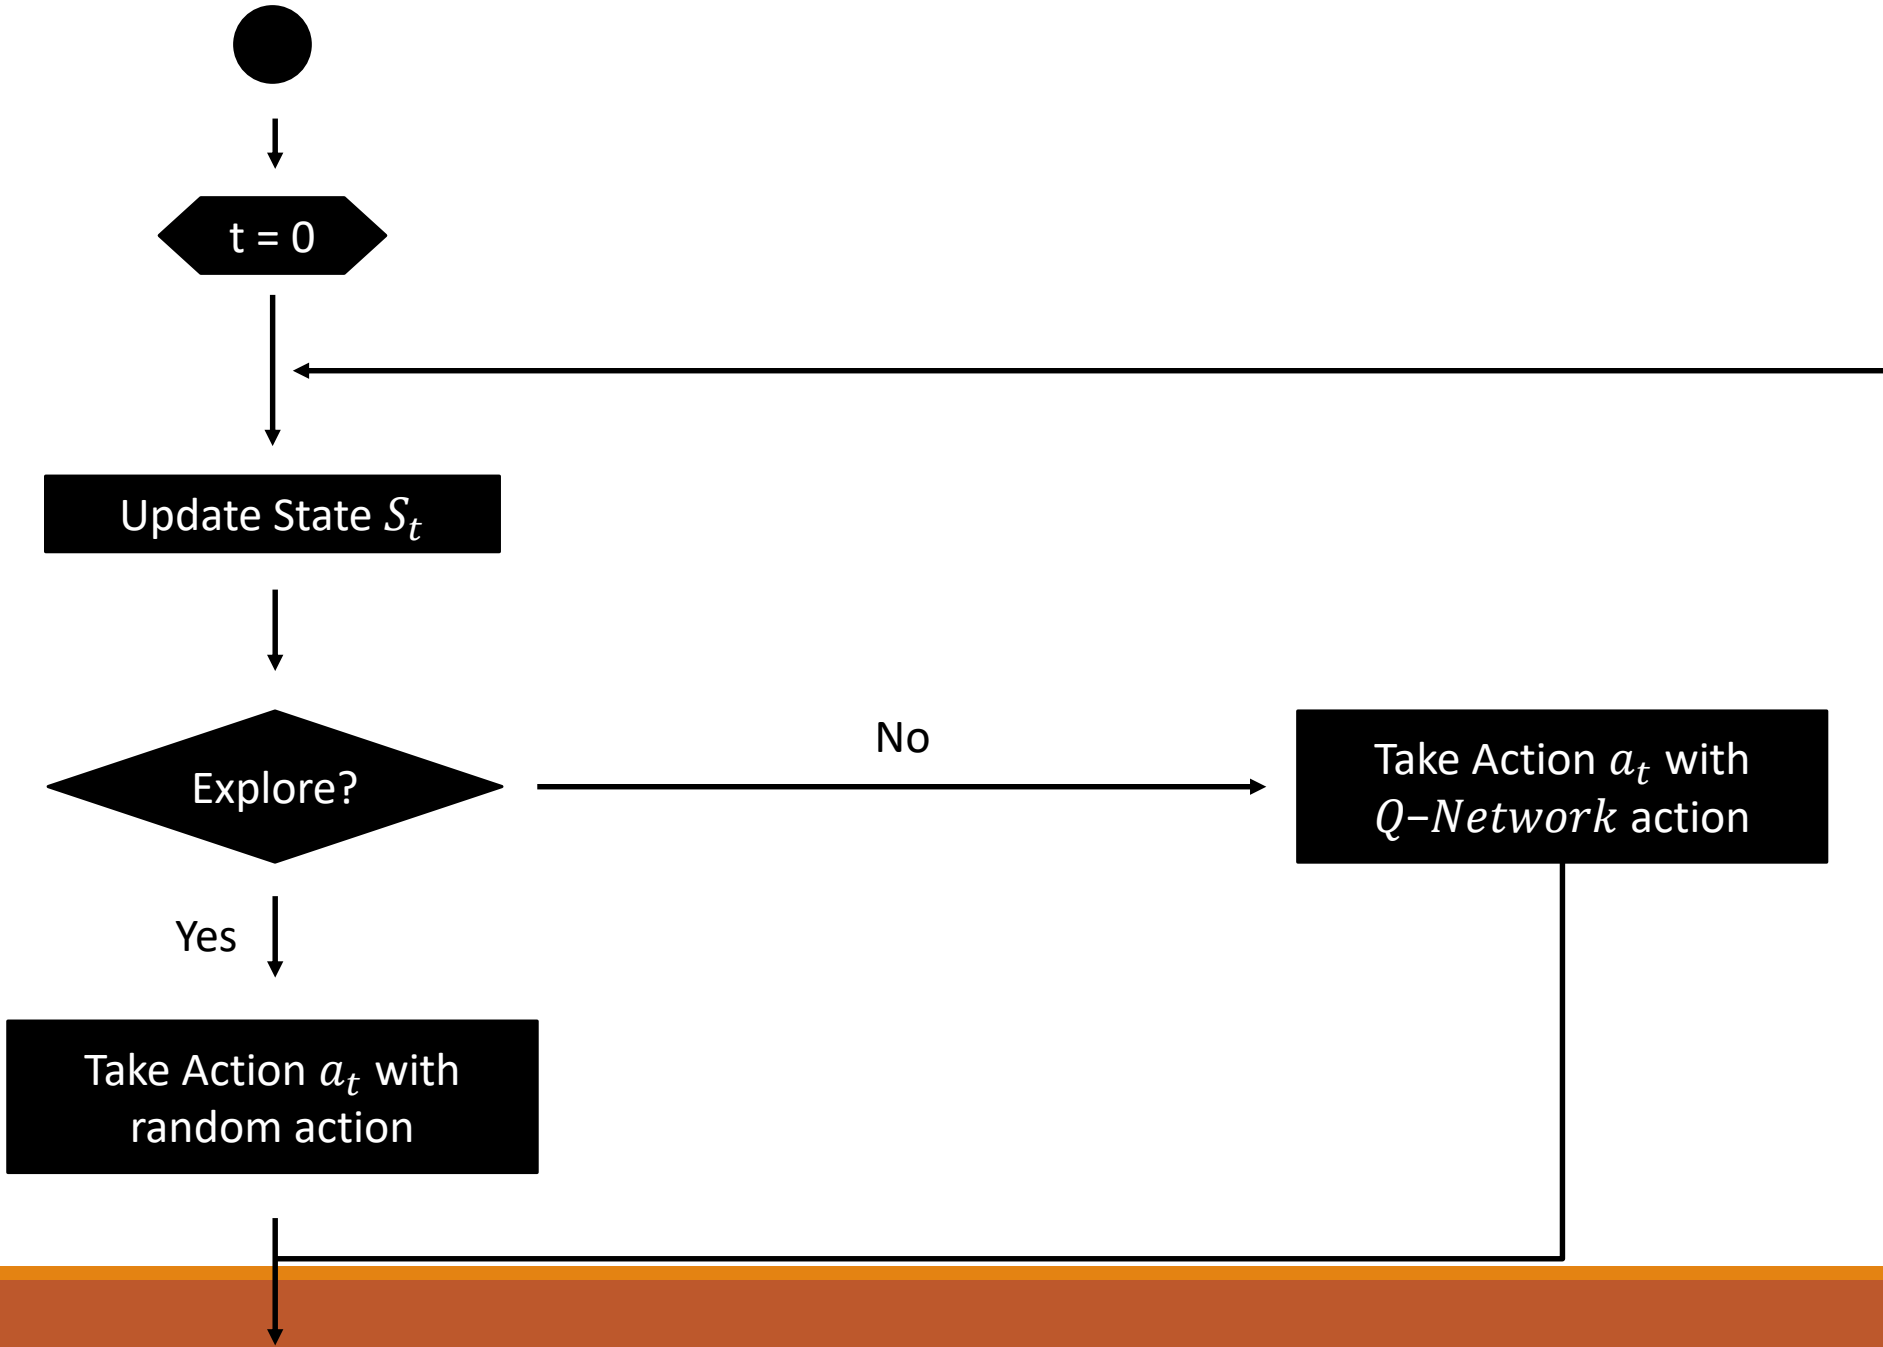 t = 0
Update State $S_t$
Explore?
No
Take Action $a_t$ with
$Q-Network$ action
Yes
Take Action $a_t$ with
random action